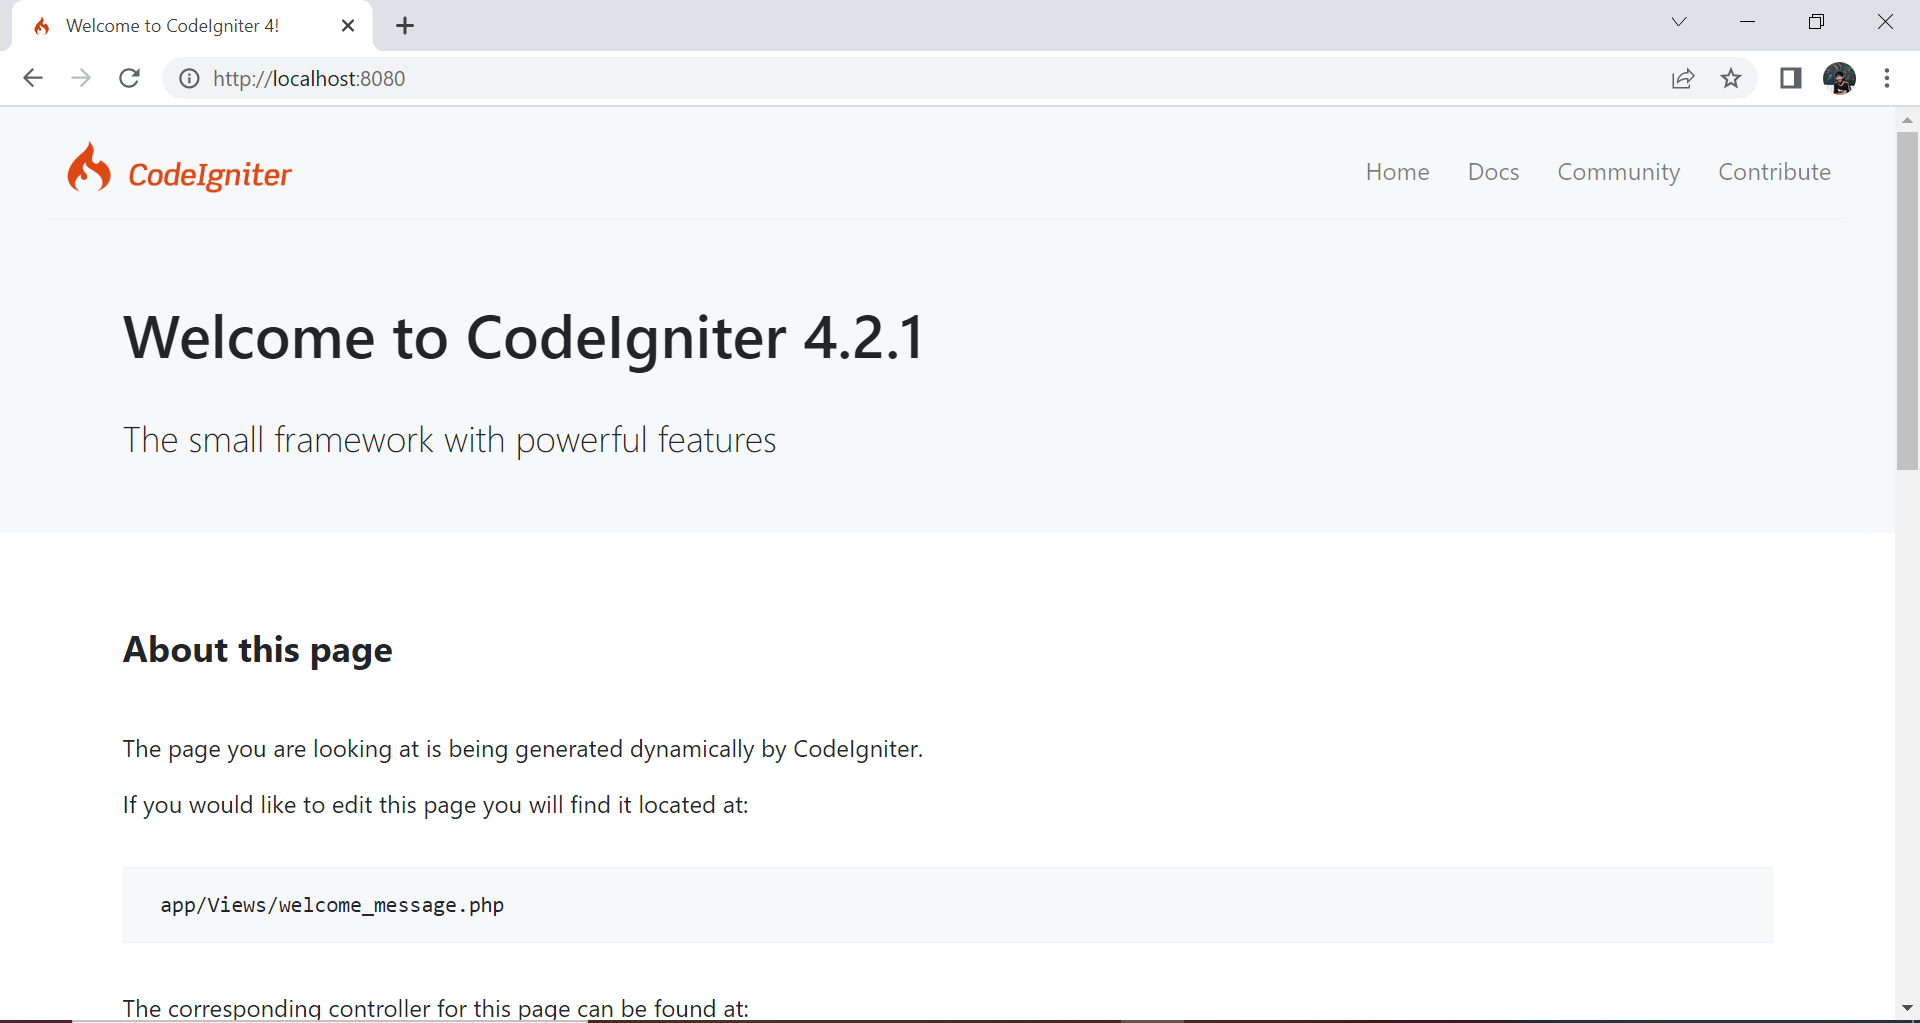 Welcome to CodeIgniter 4!
http://localhost:8080
CodeIgniter
Home Docs Community Contribute
Welcome to CodeIgniter 4.2.1
The small framework with powerful features
About this page
The page you are looking at is being generated dynamically by CodeIgniter.
If you would like to edit this page you will find it located at:
app/Views/welcome_message.php
The corresponding controller for this page can be found at: